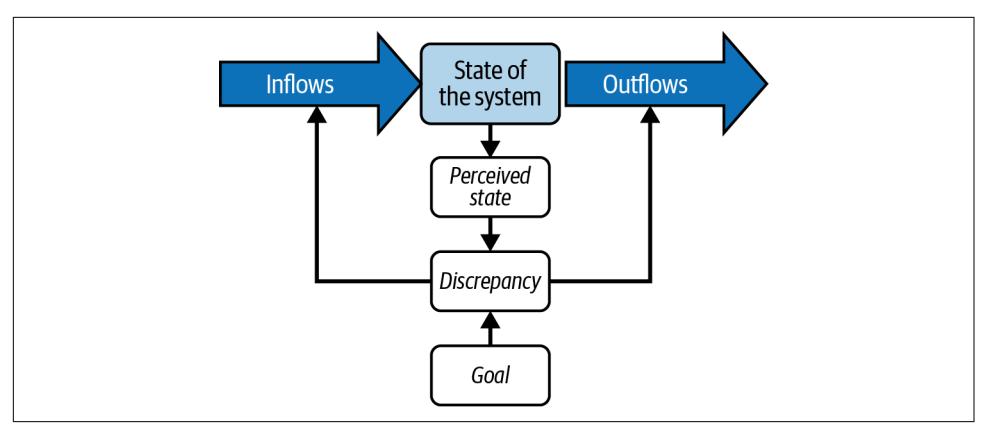 Inflows
State of
the system
Outflows
Perceived
state
Discrepancy
Goal